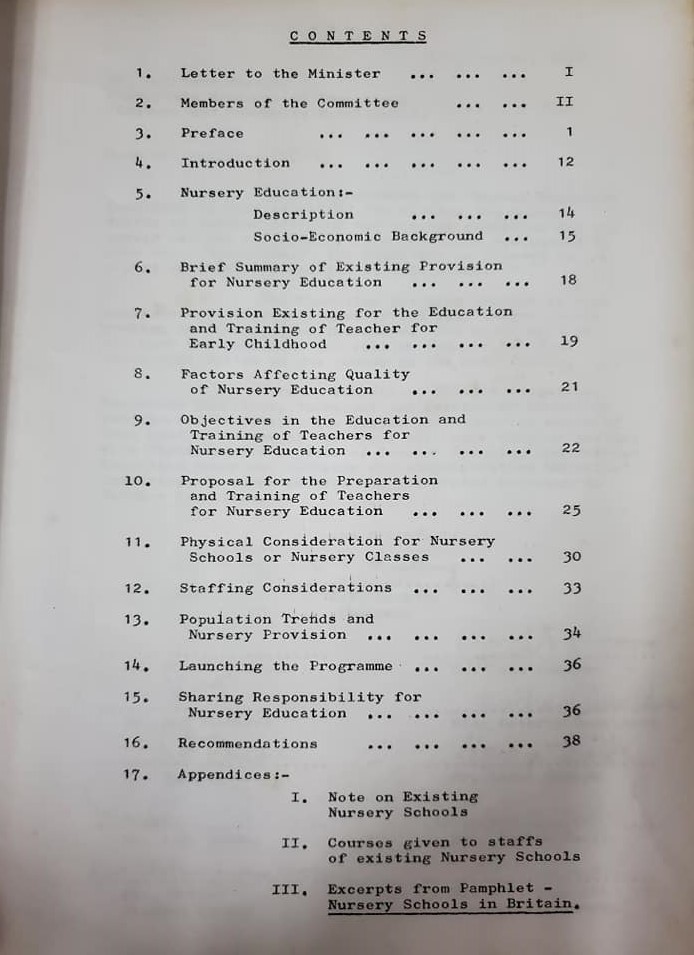 C O N T E N T S
1. Letter to the Minister ... ... ... I
2. Members of the Committee ... ... II
3. Preface ... ... ... ... ... 1
4. Introduction ... ... ... ... ... 12
5. Nursery Education:-
Description ... ... ... 14
Socio-Economic Background ... 15
6. Brief Summary of Existing Provision
for Nursery Education ... ... ... 18
7. Provision Existing for the Education
and Training of Teacher for
Early Childhood ... ... ... ... 19
8. Factors Affecting Quality
of Nursery Education ... ... ... 21
9. Objectives in the Education and
Training of Teachers for
Nursery Education ... ... ... ... 22
10. Proposal for the Preparation
and Training of Teachers
for Nursery Education ... ... ... 25
11. Physical Consideration for Nursery
Schools or Nursery Classes ... ... 30
12. Staffing Considerations ... ... ... 33
13. Population Trends and
Nursery Provision ... ... ... ... 34
14. Launching the Programme ... ... ... 36
15. Sharing Responsibility for
Nursery Education ... ... ... ... 36
16. Recommendations ... ... ... ... 38
17. Appendices:-
I. Note on Existing
Nursery Schools
II. Courses given to staffs
of existing Nursery Schools
III. Excerpts from Pamphlet -
Nursery Schools in Britain.